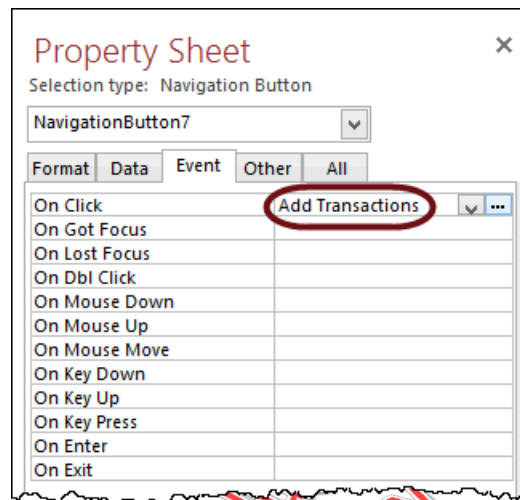 Property Sheet
Selection type: Navigation Button
NavigationButton7
Format Data Event Other All
On Click Add Transactions
On Got Focus
On Lost Focus
On Dbl Click
On Mouse Down
On Mouse Up
On Mouse Move
On Key Down
On Key Up
On Key Press
On Enter
On Exit